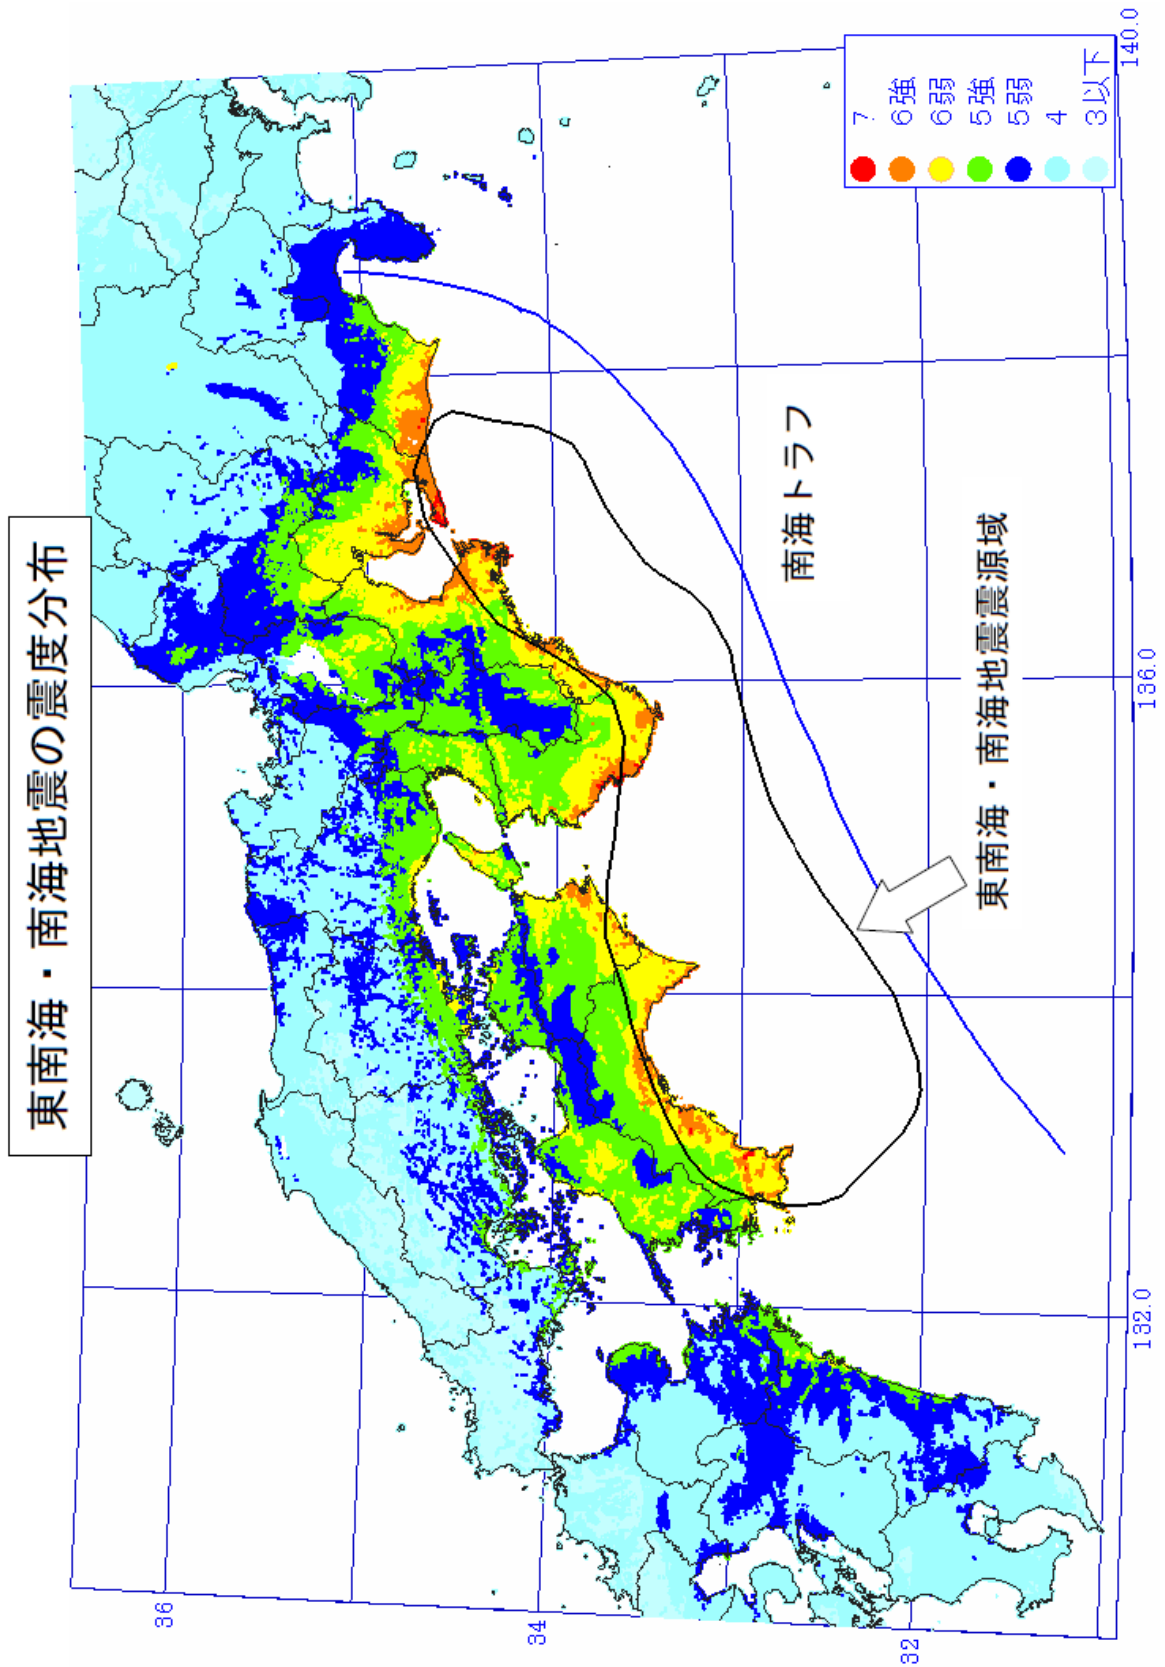 東南海・南海地震の震度分布
7
6強
6弱
5強
5弱
4
3以下
南海トラフ
東南海・南海地震震源域
36
34
32
132.0
136.0
140.0